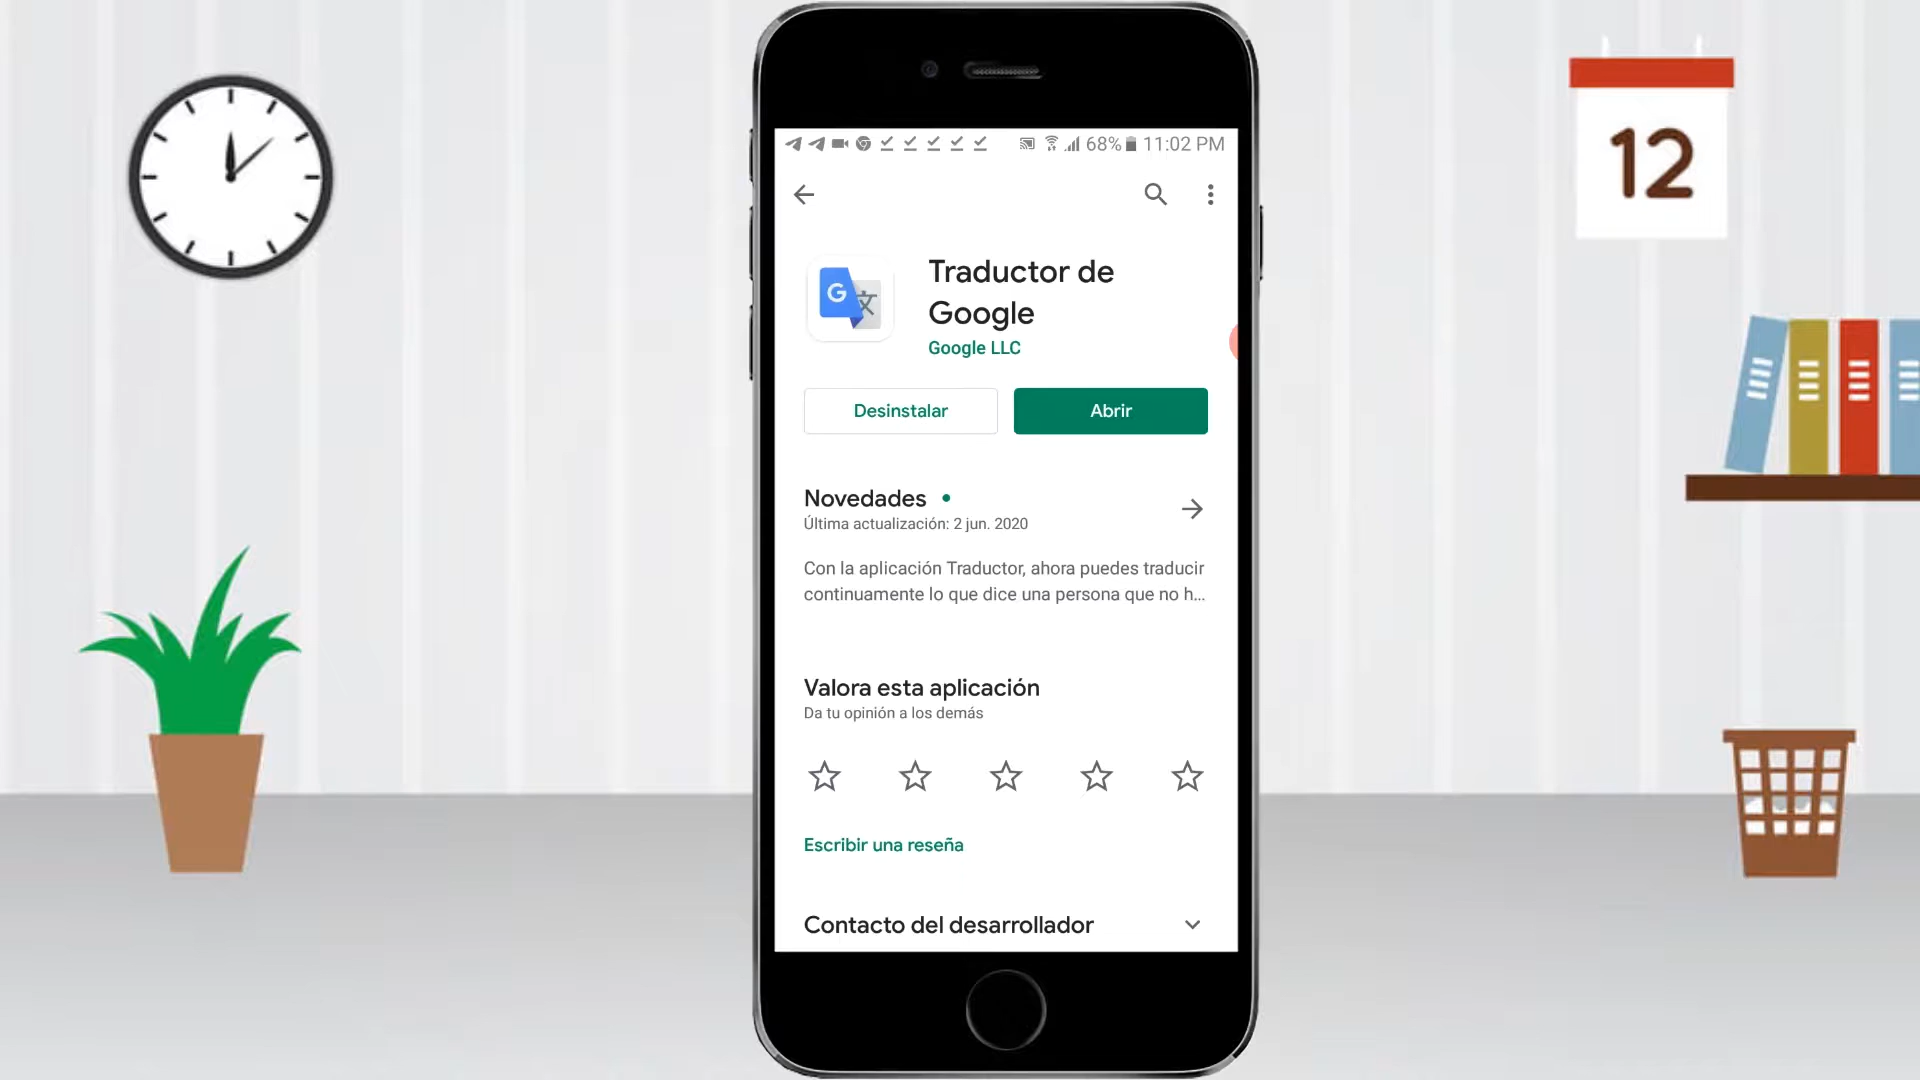 68% 11:02 PM
12
Traductor de
Google
Google LLC
Desinstalar
Abrir
Novedades
Última actualización: 2 jun. 2020
Con la aplicación Traductor, ahora puedes traducir
continuamente lo que dice una persona que no h...
Valora esta aplicación
Da tu opinión a los demás
Escribir una reseña
Contacto del desarrollador